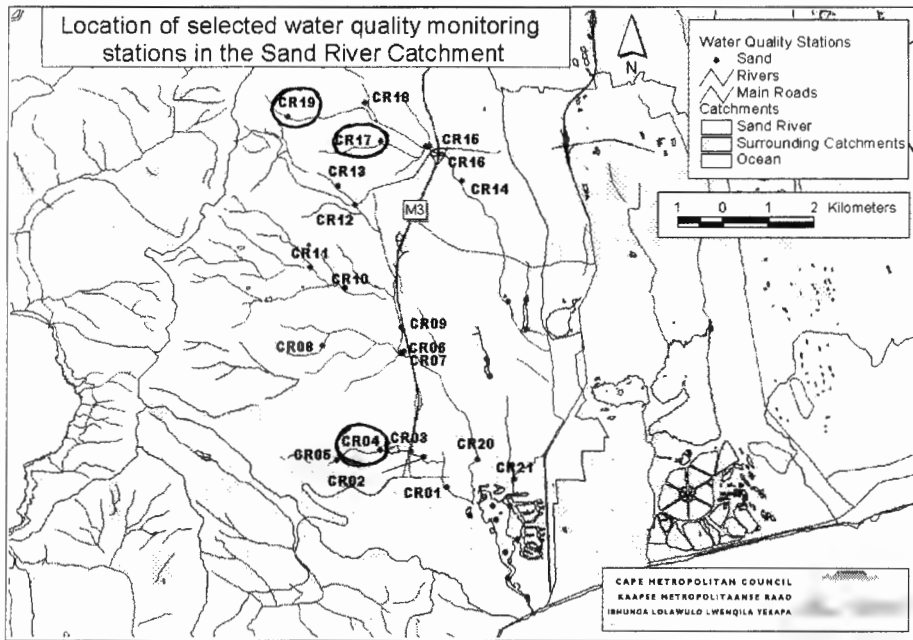 Location of selected water quality monitoring
stations in the Sand River Catchment
N
Water Quality Stations
Sand
Rivers
Main Roads
Catchments
Sand River
Surrounding Catchments
Ocean
1 0 1 2 Kilometers
CR19
CR18
CR17
CR15
CR16
CR13
CR14
CR12
M3
CR11
CR10
CR09
CR08
CR06
CR07
CR04
CR03
CR05
CR20
CR02
CR21
CR01
CAPE METROPOLITAN COUNCIL
KAAPSE METROPOLITAANSE RAAD
IBHUNGA LOLAWULO LWENQILA YEKAPA